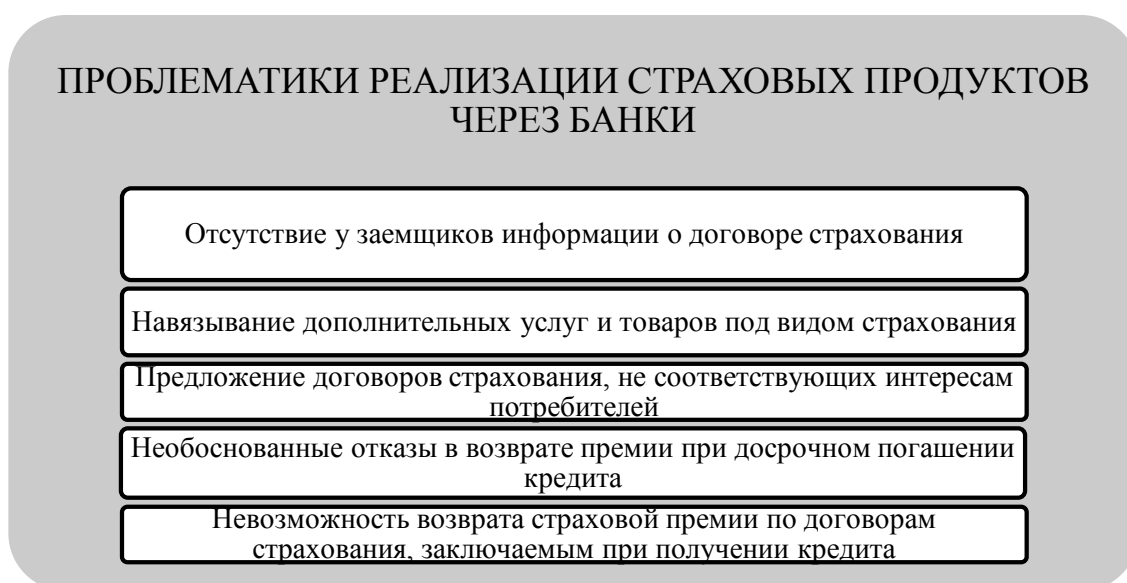 ПРОБЛЕМАТИКИ РЕАЛИЗАЦИИ СТРАХОВЫХ ПРОДУКТОВ
ЧЕРЕЗ БАНКИ
Отсутствие у заемщиков информации о договоре страхования
Навязывание дополнительных услуг и товаров под видом страхования
Предложение договоров страхования, не соответствующих интересам
потребителей
Необоснованные отказы в возврате премии при досрочном погашении
кредита
Невозможность возврата страховой премии по договорам
страхования, заключаемым при получении кредита